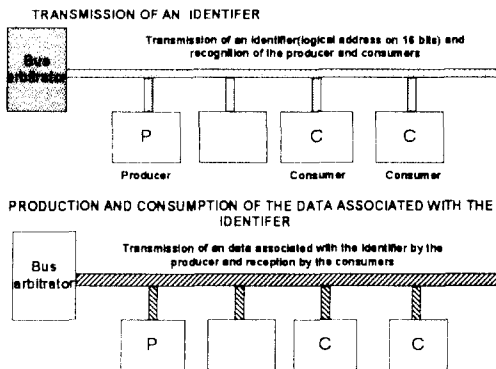 TRANSMISSION OF AN IDENTIFER
Transmission of an identifier(logical address on 16 bits) and
recognition of the producer and consumers
Bus
arbitrator
P
C
C
Producer
Consumer
Consumer
PRODUCTION AND CONSUMPTION OF THE DATA ASSOCIATED WITH THE
IDENTIFER
Transmission of an data associated with the identifier by the
producer and reception by the consumers
Bus
arbitrator
P
C
C